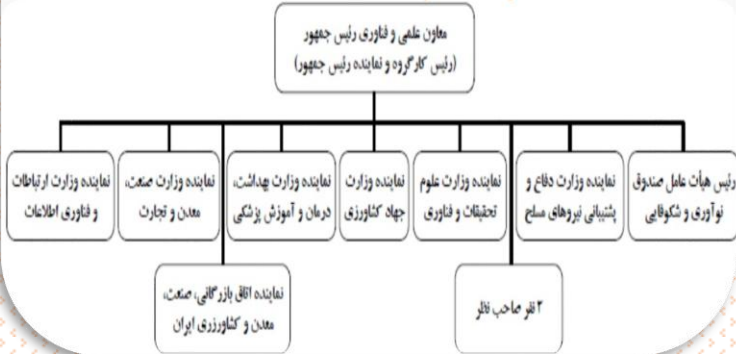 معاون علمی و فناوری رئیس جمهور
(رئیس کارگروه و نماینده رئیس جمهور)
رئیس هیأت عامل صندوق
نوآوری و شکوفایی
نماینده وزارت دفاع و
پشتیبانی نیروهای مسلح
نماینده وزارت علوم
تحقیقات و فناوری
نماینده وزارت
جهاد کشاورزی
نماینده وزارت بهداشت،
درمان و آموزش پزشکی
نماینده وزارت صنعت،
معدن و تجارت
نماینده وزارت ارتباطات
و فناوری اطلاعات
۲ نفر صاحب نظر
نماینده اتاق بازرگانی، صنعت،
معدن و کشاورزری ایران